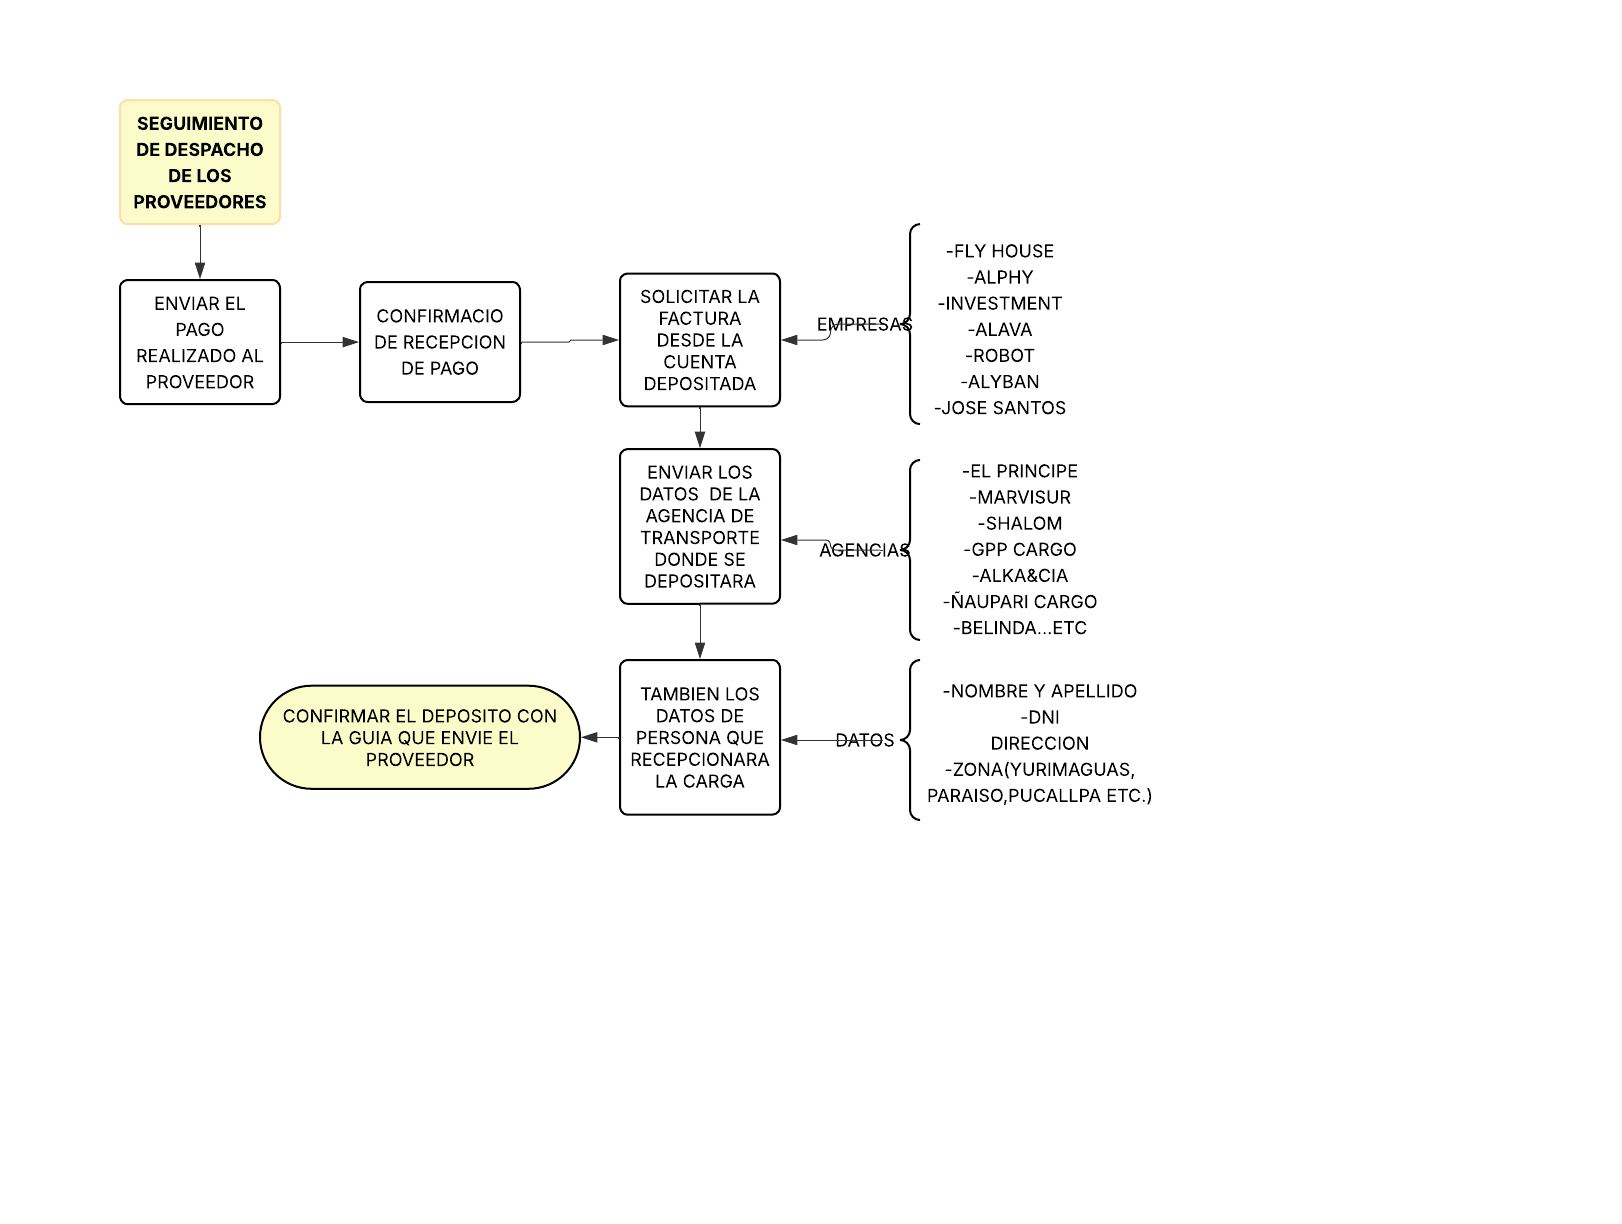 SEGUIMIENTO
DE DESPACHO
DE LOS
PROVEEDORES
ENVIAR EL
PAGO
REALIZADO AL
PROVEEDOR
CONFIRMACIO
DE RECEPCION
DE PAGO
SOLICITAR LA
FACTURA
DESDE LA
CUENTA
DEPOSITADA
EMPRESAS
-FLY HOUSE
-ALPHY
-INVESTMENT
-ALAVA
-ROBOT
-ALYBAN
-JOSE SANTOS
ENVIAR LOS
DATOS  DE LA
AGENCIA DE
TRANSPORTE
DONDE SE
DEPOSITARA
AGENCIAS
-EL PRINCIPE
-MARVISUR
-SHALOM
-GPP CARGO
-ALKA&CIA
-ÑAUPARI CARGO
-BELINDA...ETC
TAMBIEN LOS
DATOS DE
PERSONA QUE
RECEPCIONARA
LA CARGA
DATOS
-NOMBRE Y APELLIDO
-DNI
DIRECCION
-ZONA(YURIMAGUAS,
PARAISO,PUCALLPA ETC.)
CONFIRMAR EL DEPOSITO CON
LA GUIA QUE ENVIE EL
PROVEEDOR